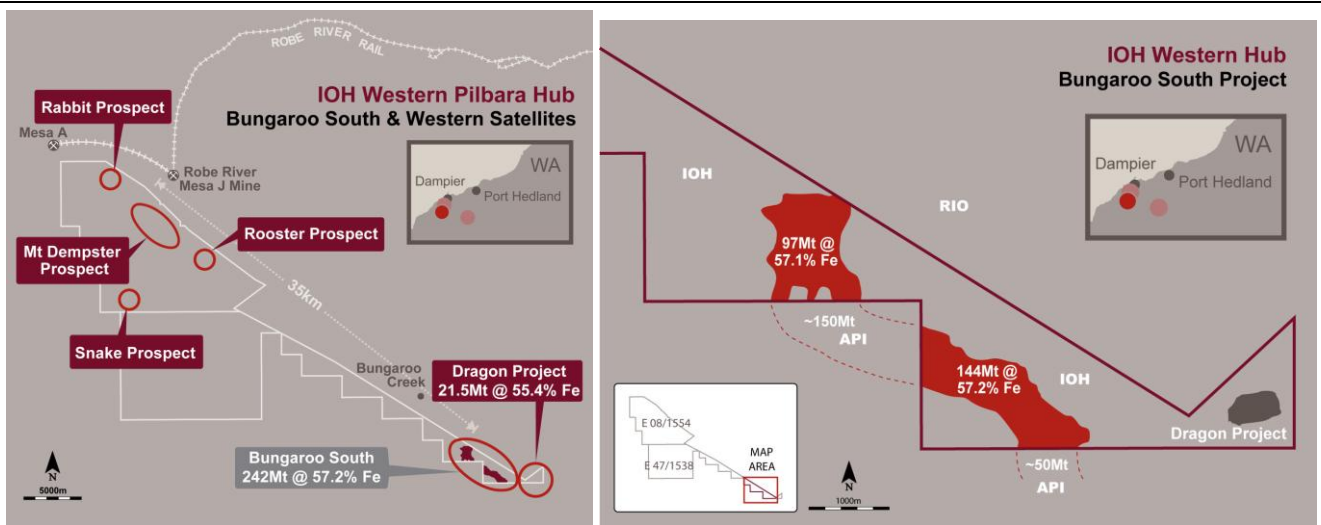 ROBE RIVER RAIL
IOH Western Pilbara Hub
Bungaroo South & Western Satellites
Rabbit Prospect
Mesa A
Robe River
Mesa J Mine
WA
Dampier
Port Hedland
Mt Dempster
Prospect
Rooster Prospect
35km
Snake Prospect
Bungaroo
Creek
Dragon Project
21.5Mt @ 55.4% Fe
Bungaroo South
242Mt @ 57.2% Fe
N
5000m
IOH Western Hub
Bungaroo South Project
WA
Dampier
Port Hedland
IOH
RIO
97Mt @
57.1% Fe
~150Mt
API
144Mt @
57.2% Fe
IOH
Dragon Project
~50Mt
API
E 08/1554
E 47/1538
MAP
AREA
N
1000m